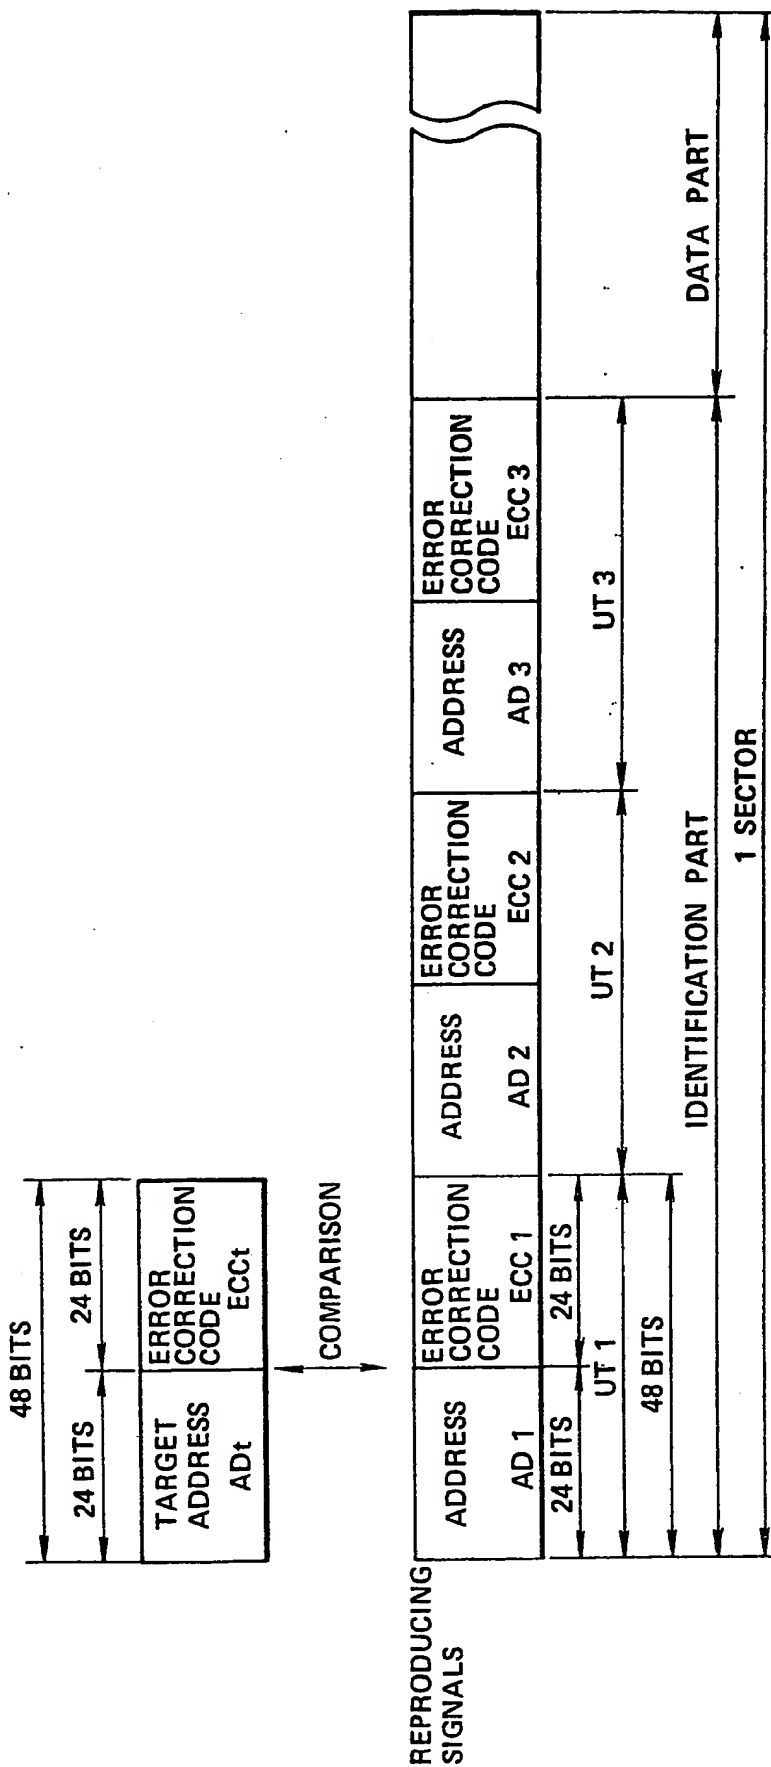 48 BITS
24 BITS
24 BITS
TARGET
ADDRESS
ADt
ERROR
CORRECTION
CODE
ECCt
COMPARISON
REPRODUCING
SIGNALS
ADDRESS
AD 1
ERROR
CORRECTION
CODE
ECC 1
ADDRESS
AD 2
ERROR
CORRECTION
CODE
ECC 2
ADDRESS
AD 3
ERROR
CORRECTION
CODE
ECC 3
24 BITS
24 BITS
UT 1
UT 2
UT 3
48 BITS
IDENTIFICATION PART
DATA PART
1 SECTOR